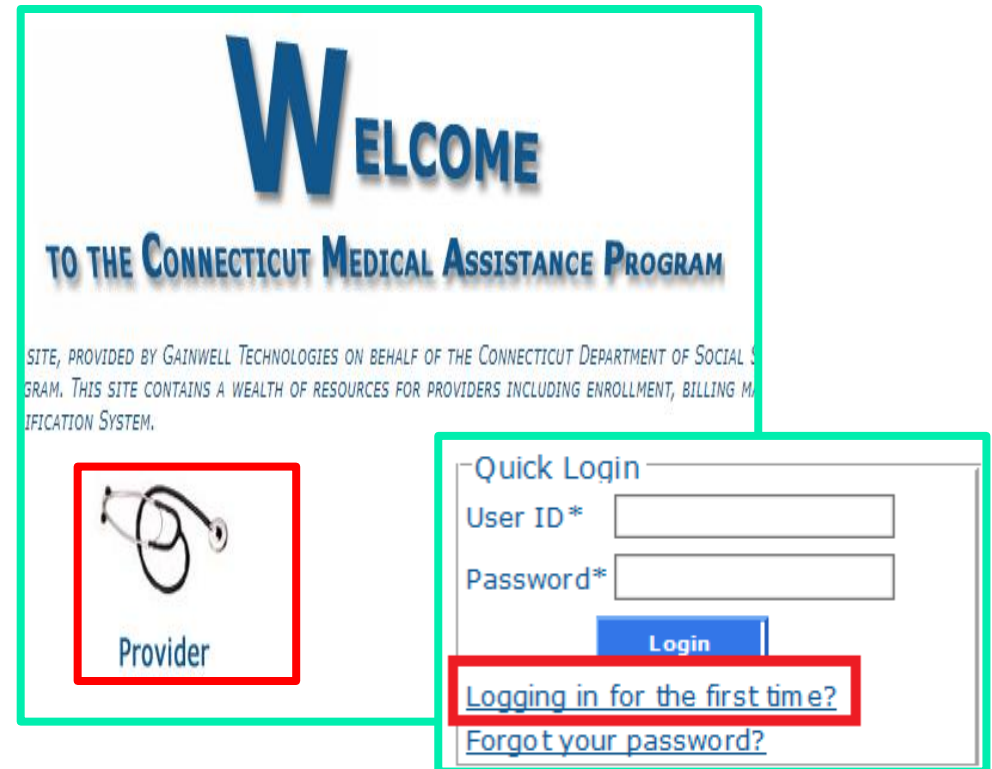 WELCOME
TO THE CONNECTICUT MEDICAL ASSISTANCE PROGRAM
SITE, PROVIDED BY GAINWELL TECHNOLOGIES ON BEHALF OF THE CONNECTICUT DEPARTMENT OF SOCIAL
GRAM. THIS SITE CONTAINS A WEALTH OF RESOURCES FOR PROVIDERS INCLUDING ENROLLMENT, BILLING
IFICATION SYSTEM.
Provider
Quick Login
User ID*
Password*
Login
Logging in for the first time?
Forgot your password?